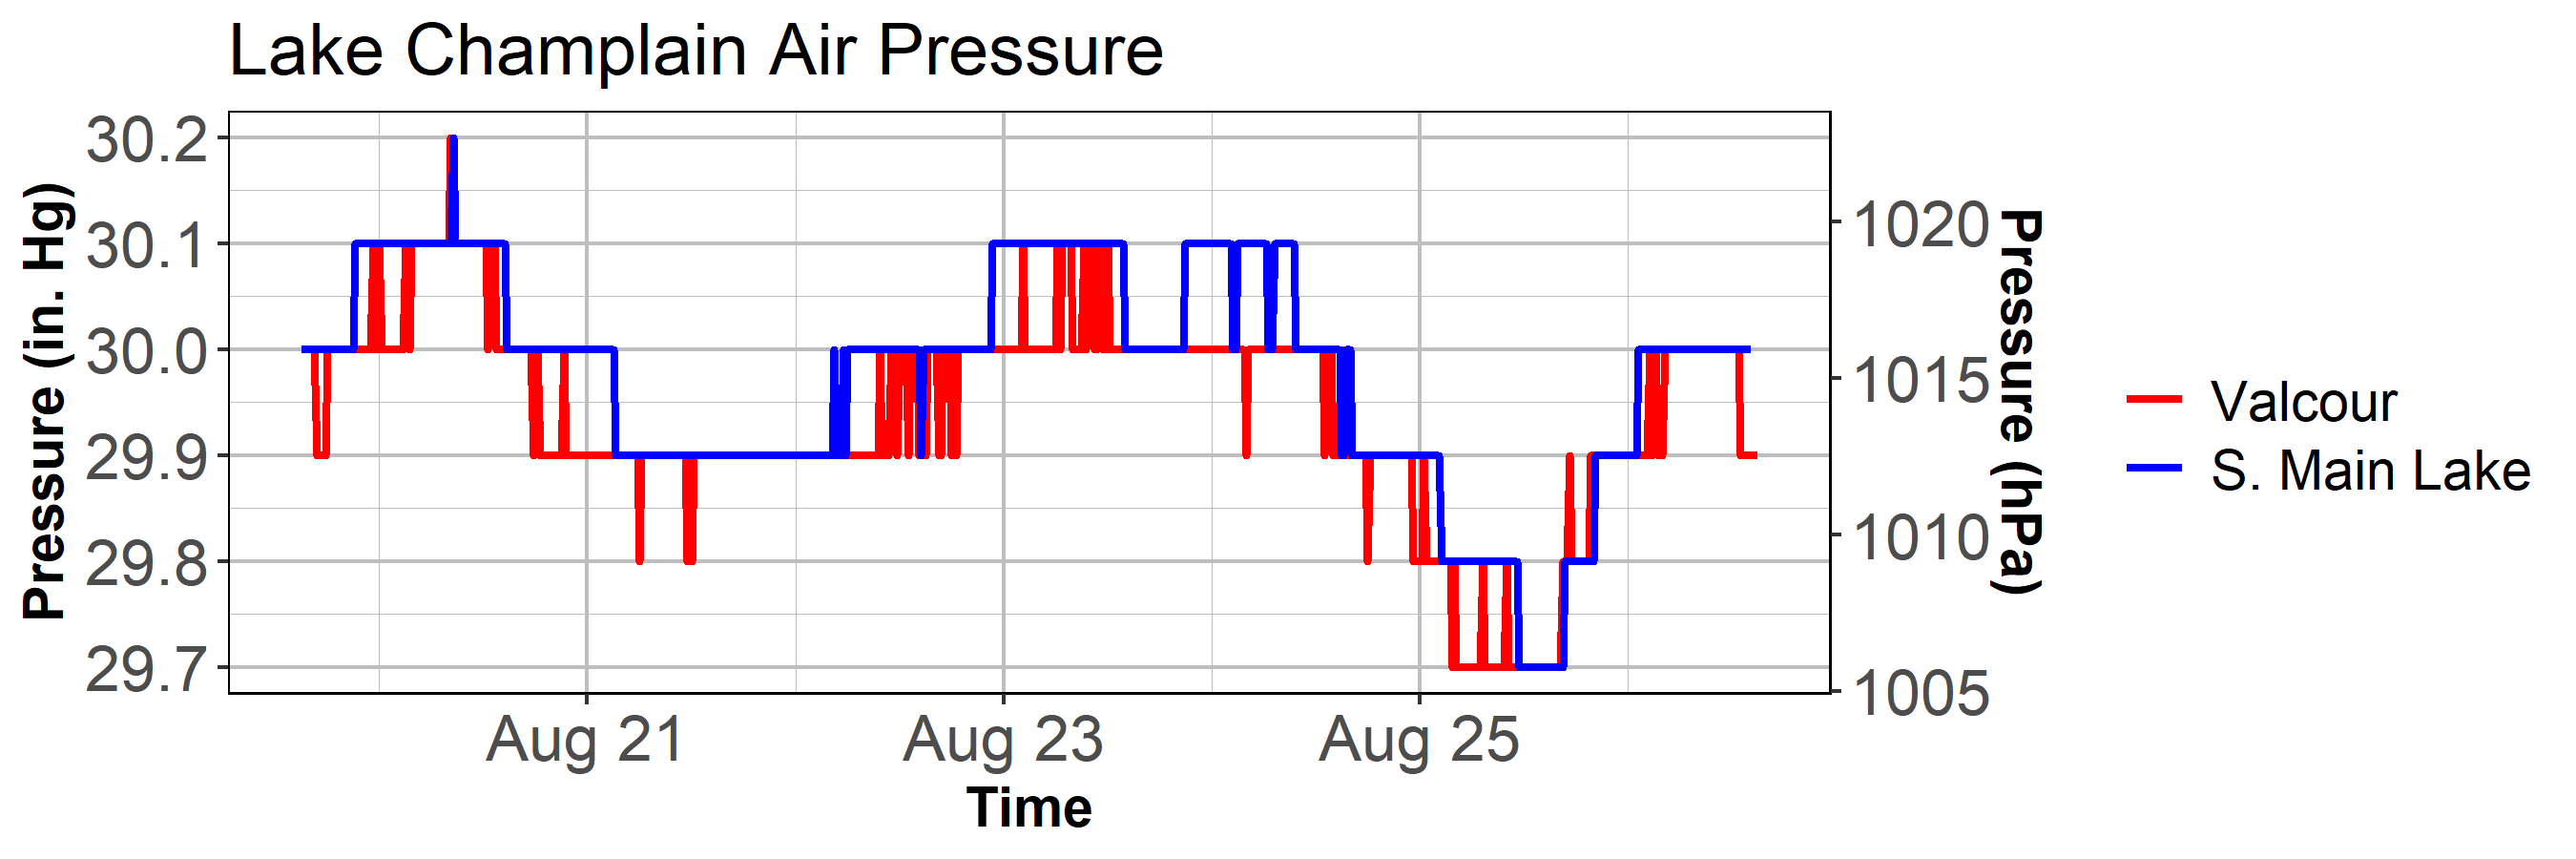 Lake Champlain Air Pressure
Pressure (in. Hg)
30.2
30.1
30.0
29.9
29.8
29.7
1020
1015
1010
1005
Pressure (hPa)
Aug 21
Aug 23
Aug 25
Time
Valcour
S. Main Lake